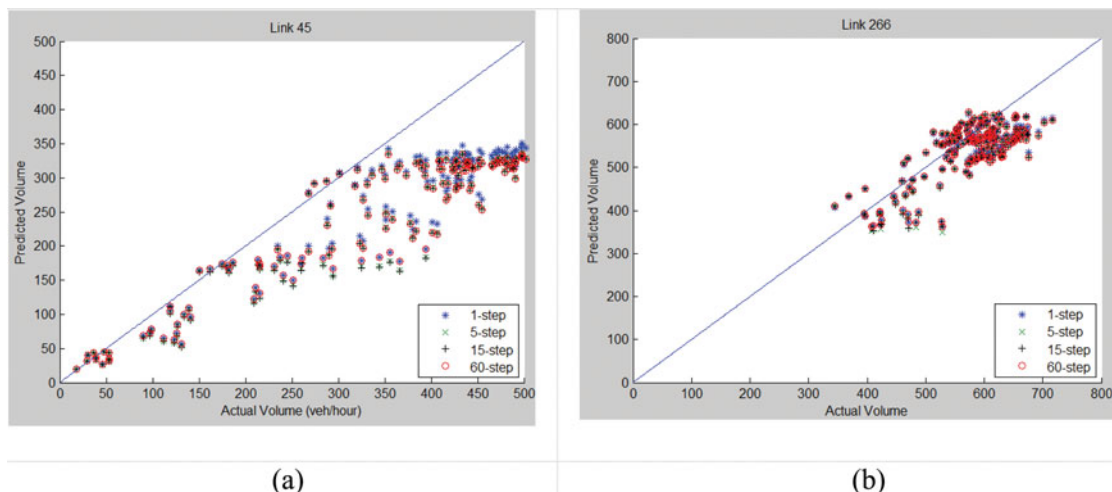 Link 45
500
450
400
350
300
250
200
150
100
50
0
Predicted Volume
0 50 100 150 200 250 300 350 400 450 500
Actual Volume (veh/hour)
1-step
5-step
15-step
60-step
(a)
Link 266
800
700
600
500
400
300
200
100
0
Predicted Volume
0 100 200 300 400 500 600 700 800
Actual Volume
1-step
5-step
15-step
60-step
(b)